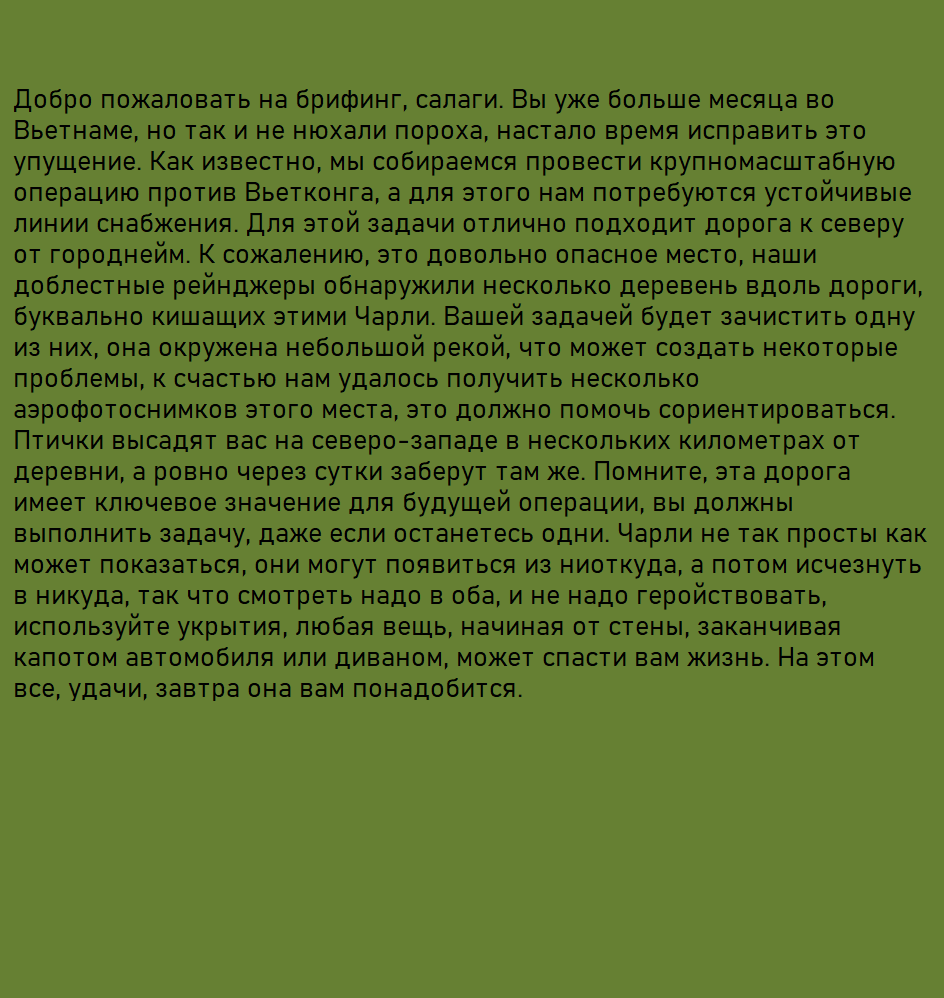 Добро пожаловать на брифинг, салаги. Вы уже больше месяца во
Вьетнаме, но так и не нюхали пороха, настало время исправить это
упущение. Как известно, мы собираемся провести крупномасштабную
операцию против Вьетконга, а для этого нам потребуются устойчивые
линии снабжения. Для этой задачи отлично подходит дорога к северу
от городнейм. К сожалению, это довольно опасное место, наши
доблестные рейнджеры обнаружили несколько деревень вдоль дороги,
буквально кишащих этими Чарли. Вашей задачей будет зачистить одну
из них, она окружена небольшой рекой, что может создать некоторые
проблемы, к счастью нам удалось получить несколько
аэрофотоснимков этого места, это должно помочь сориентироваться.
Птички высадят вас на северо-западе в нескольких километрах от
деревни, а ровно через сутки заберут там же. Помните, эта дорога
имеет ключевое значение для будущей операции, вы должны
выполнить задачу, даже если останетесь одни. Чарли не так просты как
может показаться, они могут появиться из ниоткуда, а потом исчезнуть
в никуда, так что смотреть надо в оба, и не надо геройствовать,
используйте укрытия, любая вещь, начиная от стены, заканчивая
капотом автомобиля или диваном, может спасти вам жизнь. На этом
все, удачи, завтра она вам понадобится.